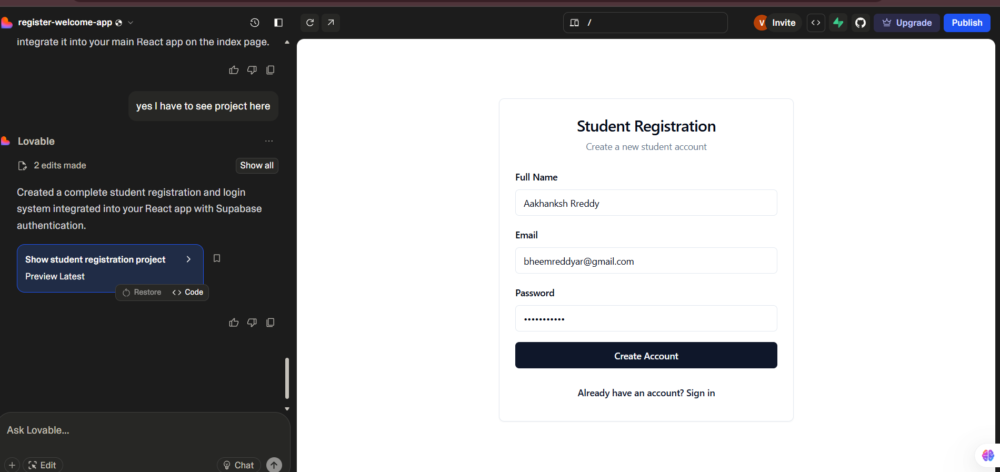 register-welcome-app
/
V
Invite
Upgrade
Publish
integrate it into your main React app on the index page.
yes I have to see project here
Lovable
2 edits made
Show all
Created a complete student registration and login
system integrated into your React app with Supabase
authentication.
Show student registration project
Preview Latest
Restore
Code
Ask Lovable...
Edit
Chat
Student Registration
Create a new student account
Full Name
Aakhanksh Rreddy
Email
bheemreddyar@gmail.com
Password
•••••••••••
Create Account
Already have an account? Sign in